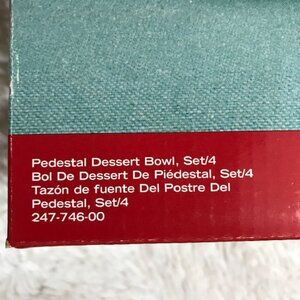 Pedestal Dessert Bowl, Set/4
Bol De Dessert De Piédestal, Set/4
Tazón de fuente Del Postre Del
Pedestal, Set/4
247-746-00